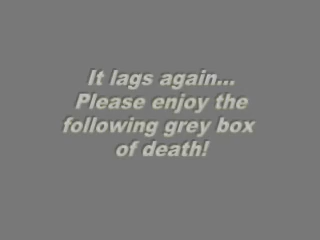 It lags again...
Please enjoy the
following grey box
of death!